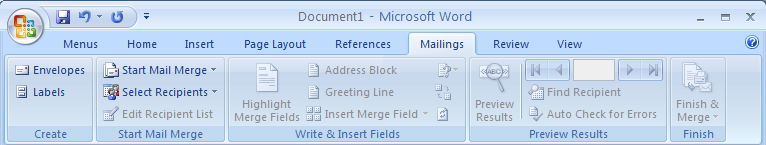 Document1 - Microsoft Word
Menus Home Insert Page Layout References Mailings Review View
Envelopes
Labels
Create
Start Mail Merge
Select Recipients
Edit Recipient List
Start Mail Merge
Highlight
Merge Fields
Address Block
Greeting Line
Insert Merge Field
Write & Insert Fields
ABC
Preview
Results
Find Recipient
Auto Check for Errors
Preview Results
Finish &
Merge
Finish